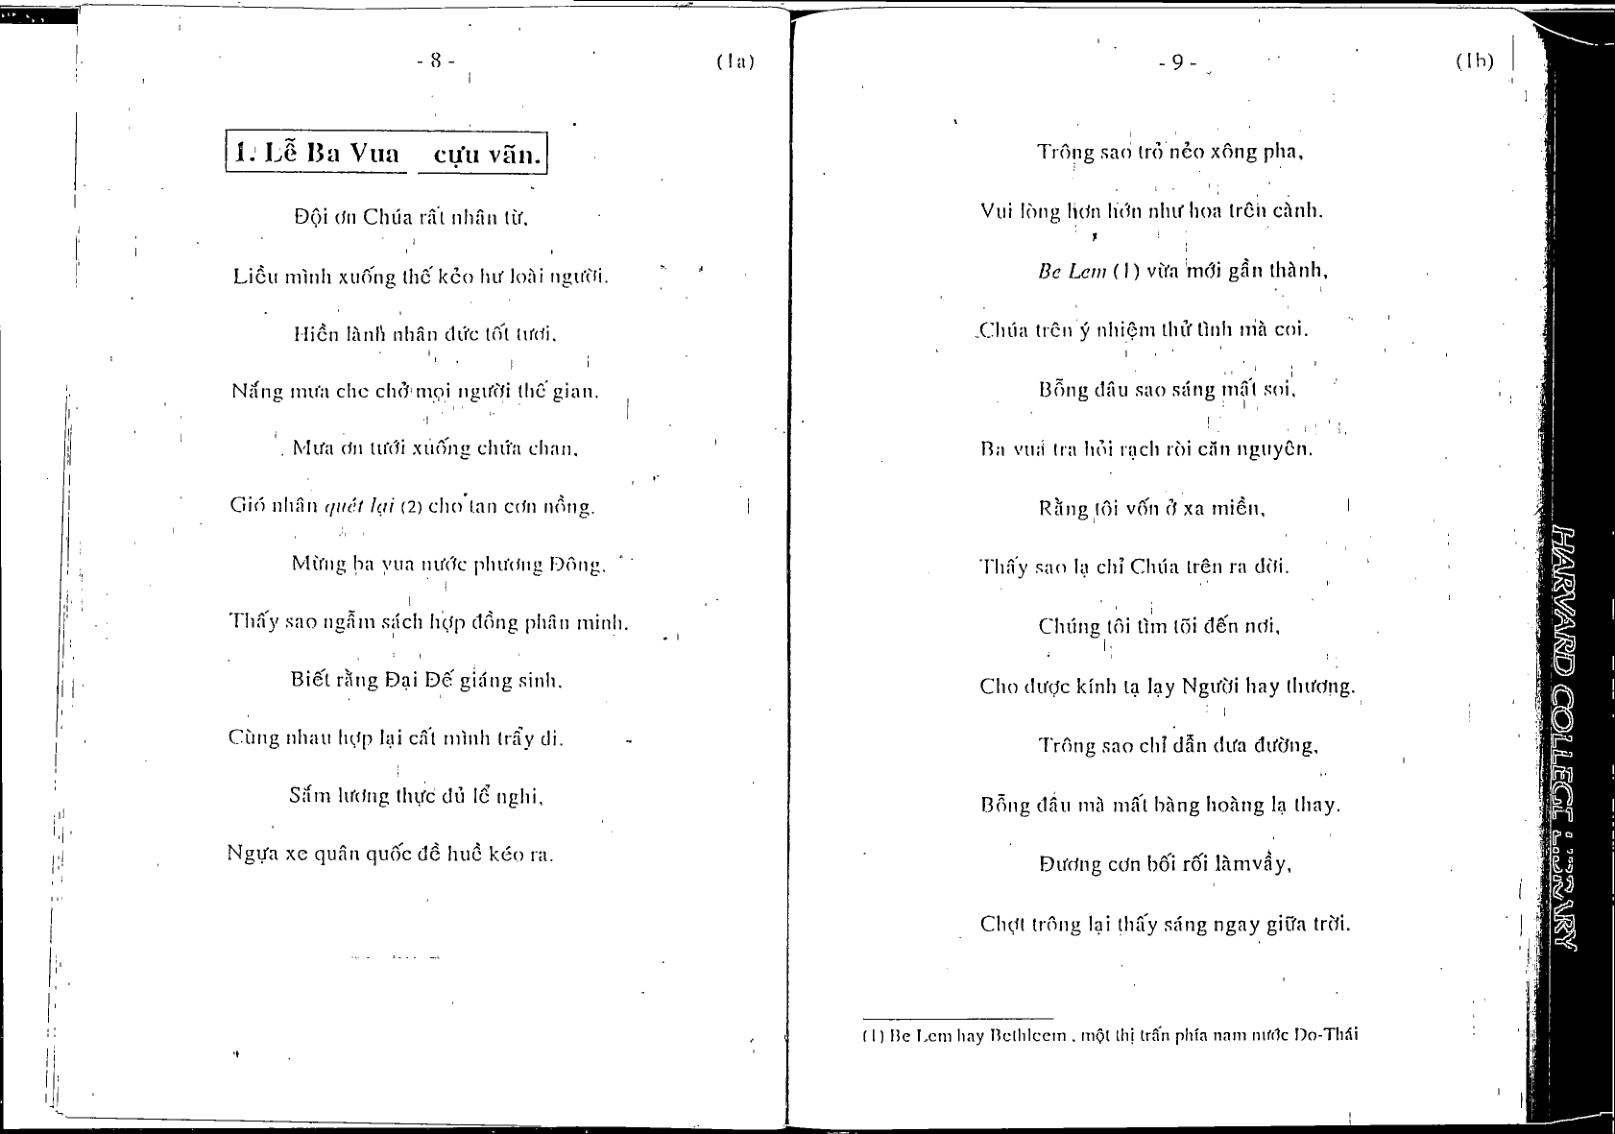 - 8 -
(1a)
1. Lễ Ba Vua cựu vãn.
Đội ơn Chúa rất nhân từ,
Liều mình xuống thế kẻo hư loài người.
Hiền lành nhân đức tốt tươi,
Nắng mưa che chở mọi người thế gian.
Mưa ơn tưới xuống chứa chan,
Gió nhân quét lại (2) cho tan cơn nồng.
Mừng ba vua nước phương Đông,
Thấy sao ngẫm sách hợp đồng phân minh.
Biết rằng Đại Đế giáng sinh,
Cùng nhau hợp lại cất mình trẩy đi.
Sắm lương thực đủ lể nghi,
Ngựa xe quân quốc đề huề kéo ra.
- 9 -
(1b)
Trông sao trỏ nẻo xông pha,
Vui lòng hơn hớn như hoa trên cành.
Be Lem (1) vừa mới gần thành,
Chúa trên ý nhiệm thử tình mà coi.
Bỗng đâu sao sáng mất soi,
Ba vua tra hỏi rạch ròi căn nguyên.
Rằng tôi vốn ở xa miền,
Thấy sao lạ chỉ Chúa trên ra đời.
Chúng tôi tìm tõi đến nơi,
Cho được kính tạ lạy Người hay thương.
Trông sao chỉ dẫn đưa đường,
Bỗng đâu mà mất bàng hoàng lạ thay.
Đương cơn bối rối làmvầy,
Chợt trông lại thấy sáng ngay giữa trời.
(1) Be Lem hay Bethleem , một thị trấn phía nam nước Do-Thái
HARVARD COLLEGE LIBRARY